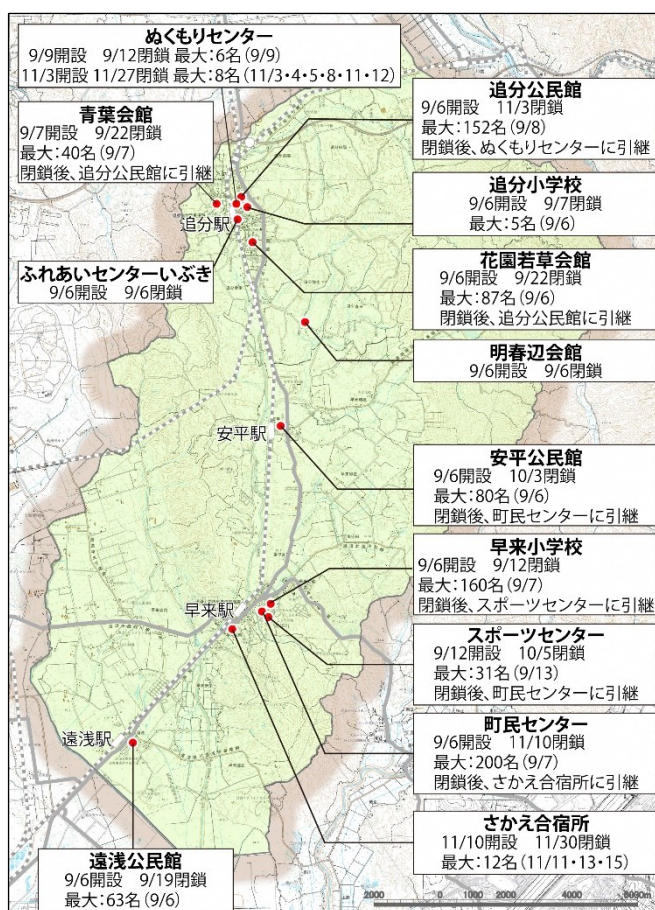 ぬくもりセンター
9/9開設 9/12閉鎖 最大：6名(9/9)
11/3開設 11/27閉鎖 最大：8名(11/3・4・5・8・11・12)
青葉会館
9/7開設 9/22閉鎖
最大：40名(9/7)
閉鎖後、追分公民館に引継
追分公民館
9/6開設 11/3閉鎖
最大：152名(9/8)
閉鎖後、ぬくもりセンターに引継
追分小学校
9/6開設 9/7閉鎖
最大：5名(9/6)
追分駅
ふれあいセンターいぶき
9/6開設 9/6閉鎖
花園若草会館
9/6開設 9/22閉鎖
最大：87名(9/6)
閉鎖後、追分公民館に引継
明春辺会館
9/6開設 9/6閉鎖
安平駅
安平公民館
9/6開設 10/3閉鎖
最大：80名(9/6)
閉鎖後、町民センターに引継
早来小学校
9/6開設 9/12閉鎖
最大：160名(9/7)
閉鎖後、スポーツセンターに引継
早来駅
スポーツセンター
9/12開設 10/5閉鎖
最大：31名(9/13)
閉鎖後、町民センターに引継
町民センター
9/6開設 11/10閉鎖
最大：200名(9/7)
閉鎖後、さかえ合宿所に引継
遠浅駅
さかえ合宿所
11/10開設 11/30閉鎖
最大：12名(11/11・13・15)
遠浅公民館
9/6開設 9/19閉鎖
最大：63名(9/6)
2000 0 1000 2000 4000 6000m